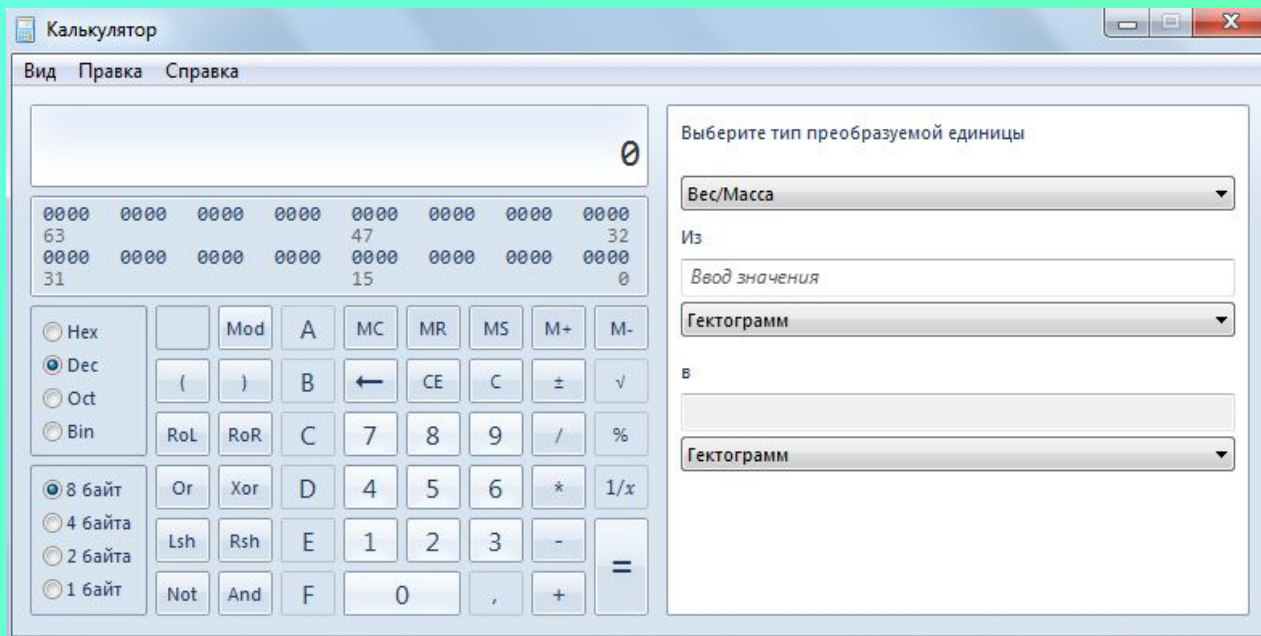 Калькулятор
Вид Правка Справка
0
0000 0000 0000 0000 0000 0000 0000 0000
63 47 32
0000 0000 0000 0000 0000 0000 0000 0000
31 15 0
Hex
Dec
Oct
Bin
8 байт
4 байта
2 байта
1 байт
Mod A MC MR MS M+ M-
( ) B ← CE C ± √
RoL RoR C 7 8 9 / %
Or Xor D 4 5 6 * 1/x
Lsh Rsh E 1 2 3 - =
Not And F 0 , +
Выберите тип преобразуемой единицы
Вес/Масса
Из
Ввод значения
Гектограмм
в
Гектограмм